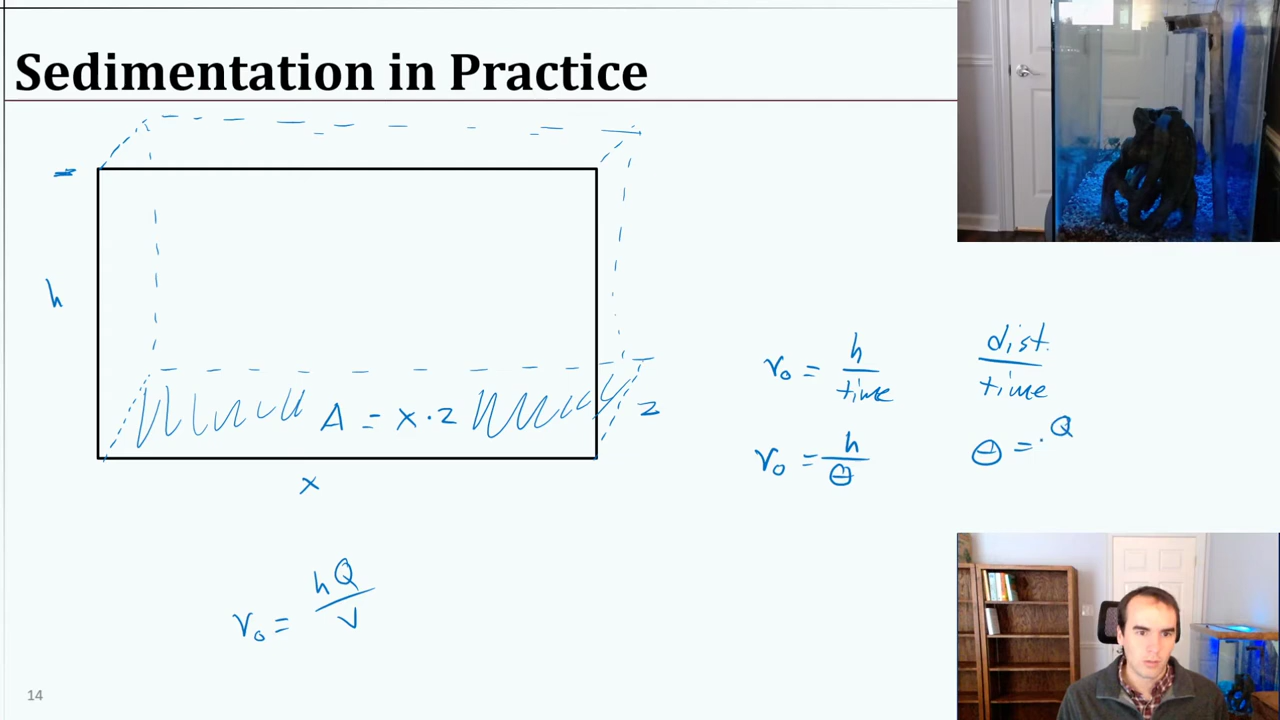 Sedimentation in Practice
h
A = x · z
z
x
v₀ = h / time
dist. / time
v₀ = h / θ
θ = · Q
v₀ = hQ / V
14